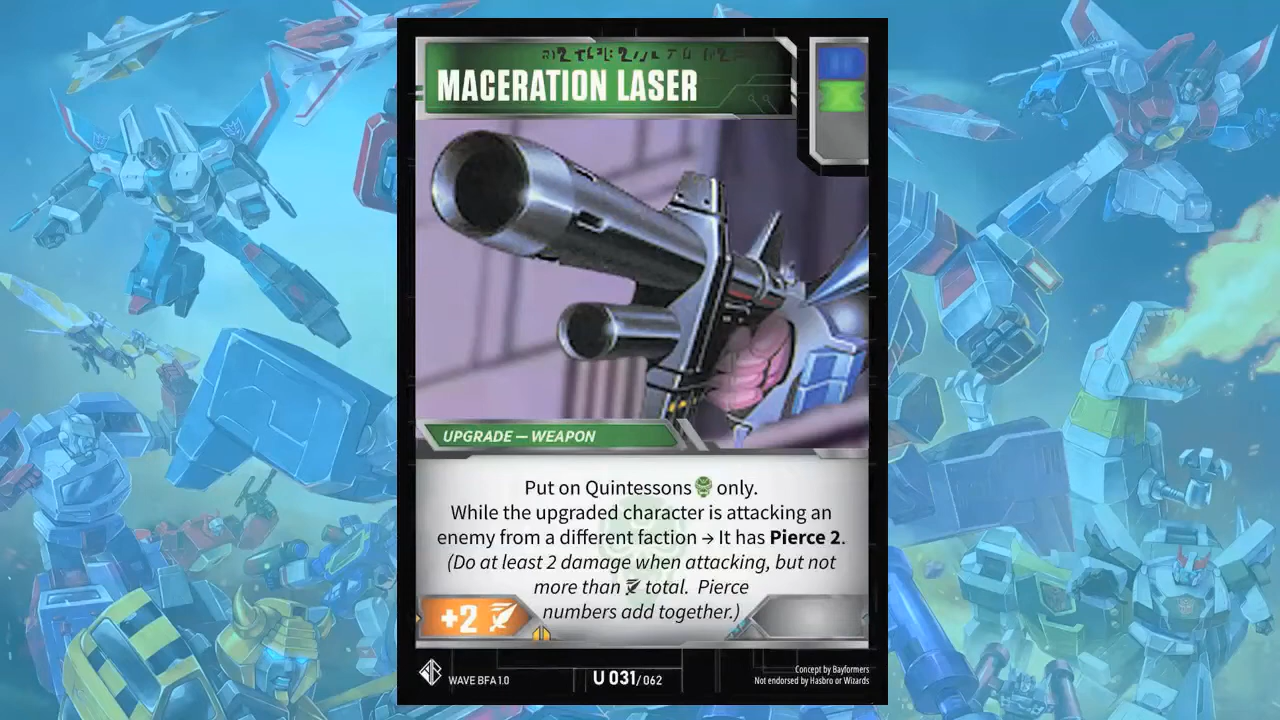 MACERATION LASER
UPGRADE — WEAPON
Put on Quintessons only.
While the upgraded character is attacking an
enemy from a different faction → It has Pierce 2.
(Do at least 2 damage when attacking, but not
more than total. Pierce
numbers add together.)
+2
WAVE BFA 1.0
U 031/062
Concept by Bayformers
Not endorsed by Hasbro or Wizards